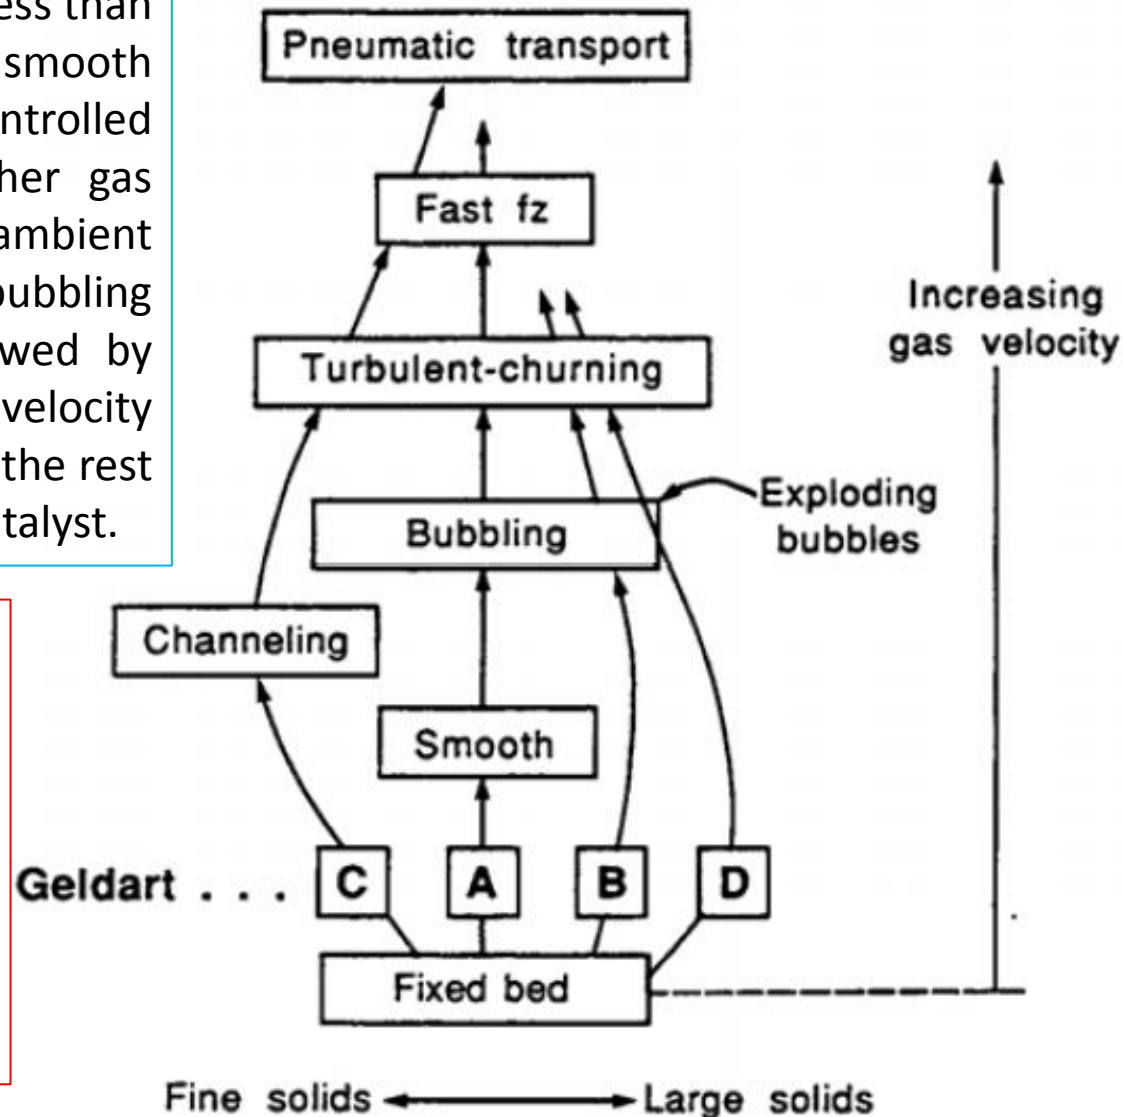 ess than
smooth
ntrolled
her gas
ambient
bubbling
wed by
velocity
the rest
talyst.
Pneumatic transport
Fast fz
Increasing
gas velocity
Turbulent-churning
Exploding
bubbles
Bubbling
Channeling
Smooth
Geldart . . .
C
A
B
D
Fixed bed
Fine solids
Large solids